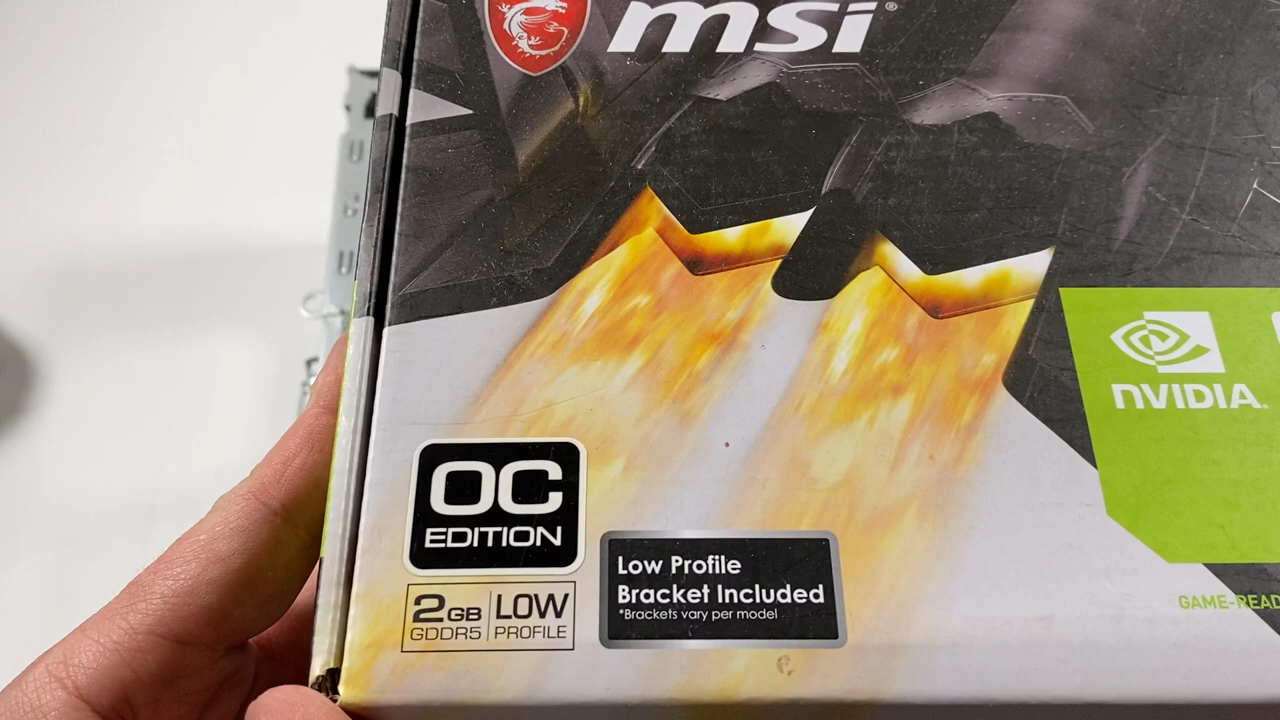 msi®
NVIDIA.
OC
EDITION
2GB
GDDR5
LOW
PROFILE
Low Profile
Bracket Included
*Brackets vary per model